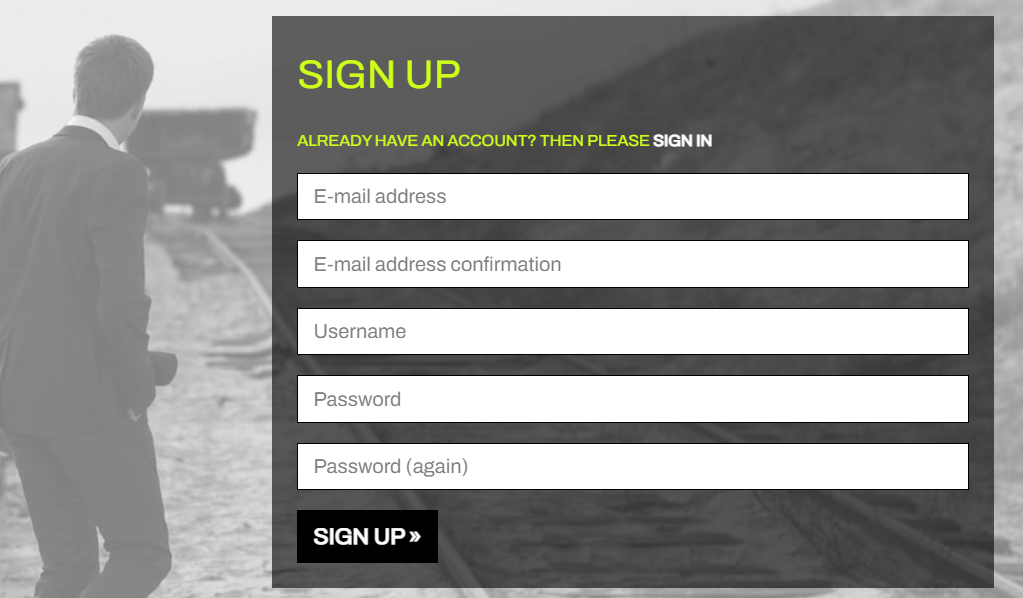 SIGN UP
ALREADY HAVE AN ACCOUNT? THEN PLEASE SIGN IN
E-mail address
E-mail address confirmation
Username
Password
Password (again)
SIGN UP »